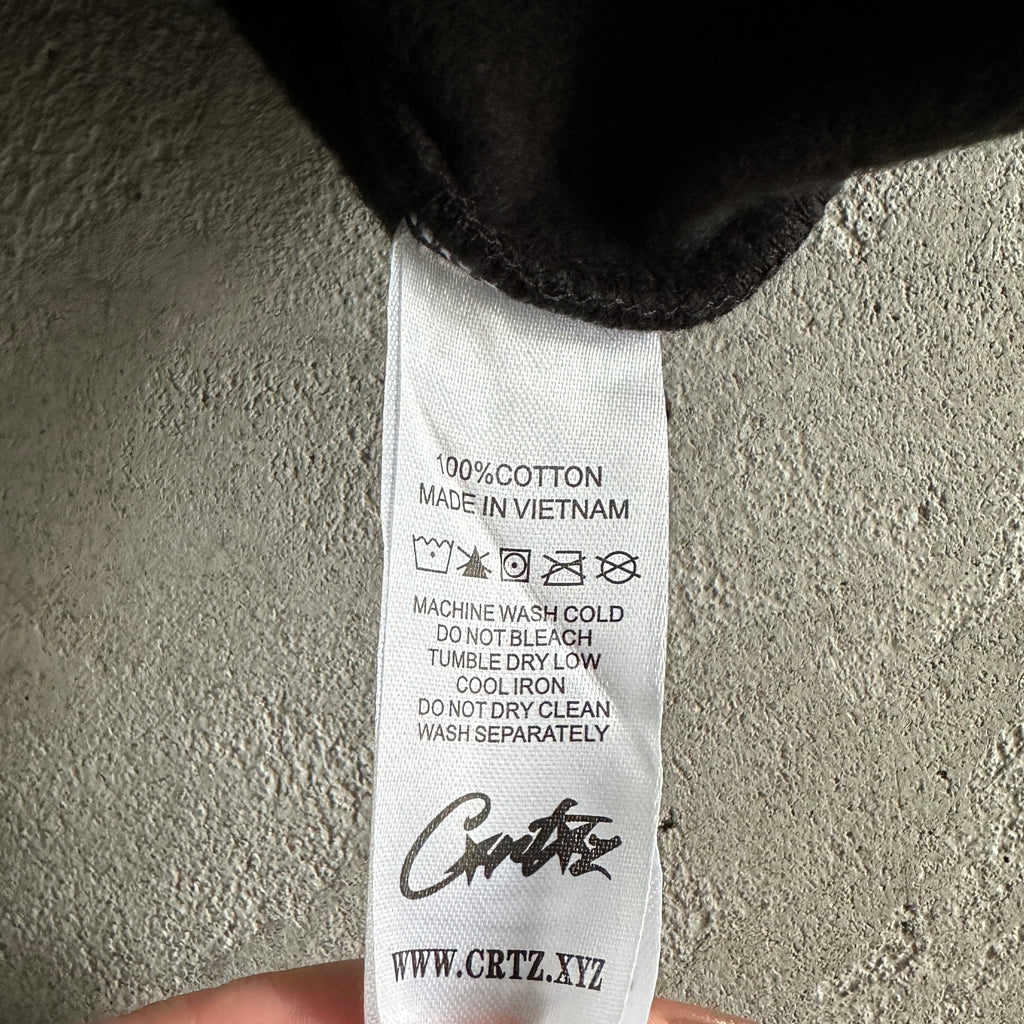 100%COTTON
MADE IN VIETNAM
MACHINE WASH COLD
DO NOT BLEACH
TUMBLE DRY LOW
COOL IRON
DO NOT DRY CLEAN
WASH SEPARATELY
Crtz
WWW.CRTZ.XYZ